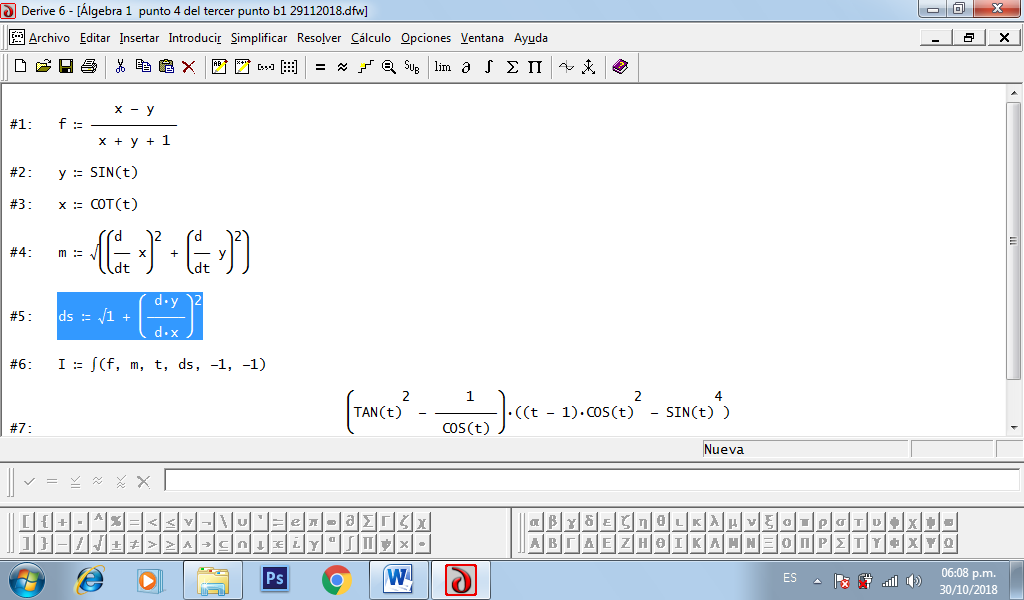 Derive 6 - [Álgebra 1 punto 4 del tercer punto b1 29112018.dfw]
Archivo Editar Insertar Introducir Simplificar Resolver Cálculo Opciones Ventana Ayuda
= ≈ SUB lim ∂ ∫ Σ Π
x - y
#1: f := ───────────
x + y + 1
#2: y := SIN(t)
#3: x := COT(t)
#4: m := √((d/dt x)^2 + (d/dt y)^2)
#5: ds := √1 + (d·y/d·x)^2
#6: I := ∫(f, m, t, ds, -1, -1)
#7: (TAN(t)^2 - 1/COS(t))·((t - 1)·COS(t)^2 - SIN(t)^4)
Nueva
[ { + · ^ % = < ≤ ∨ ¬ \ ∪ ' := e π ∞ ∂ Σ Γ ζ χ
α β γ δ ε ζ η θ ι κ λ μ ν ξ ο π ρ σ τ υ φ χ ψ ω
] } - / √ ± ≠ > ≥ ∧ → ⊆ ∩ ↓ i γ ° ∫ Π ψ × •
Α Β Γ Δ Ε Ζ Η Θ Ι Κ Λ Μ Ν Ξ Ο Π Ρ Σ Τ Υ Φ Χ Ψ Ω
Ps
W
ES
06:08 p.m.
30/10/2018